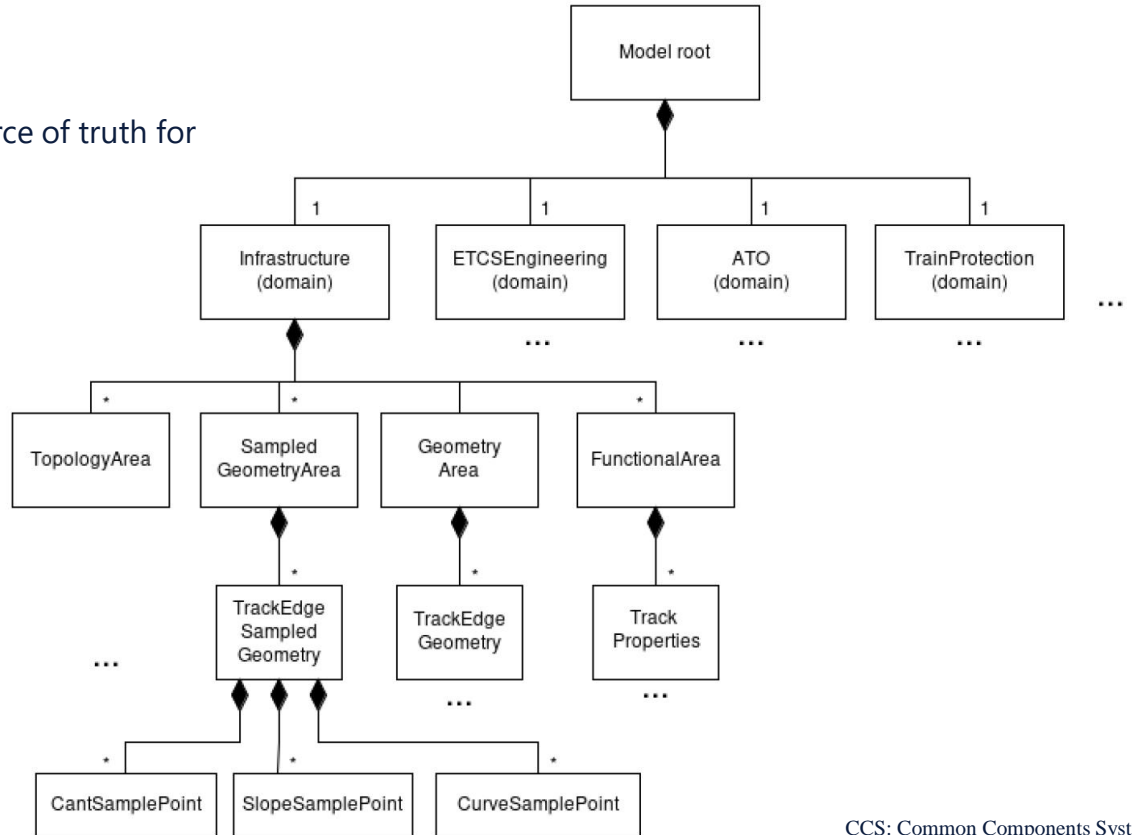 Model root
rce of truth for
1
1
1
1
Infrastructure
(domain)
ETCSEngineering
(domain)
ATO
(domain)
TrainProtection
(domain)
...
...
...
...
*
*
*
TopologyArea
Sampled
GeometryArea
Geometry
Area
FunctionalArea
*
*
*
TrackEdge
Sampled
Geometry
TrackEdge
Geometry
Track
Properties
...
...
...
*
*
*
CantSamplePoint
SlopeSamplePoint
CurveSamplePoint
CCS: Common Components Syst